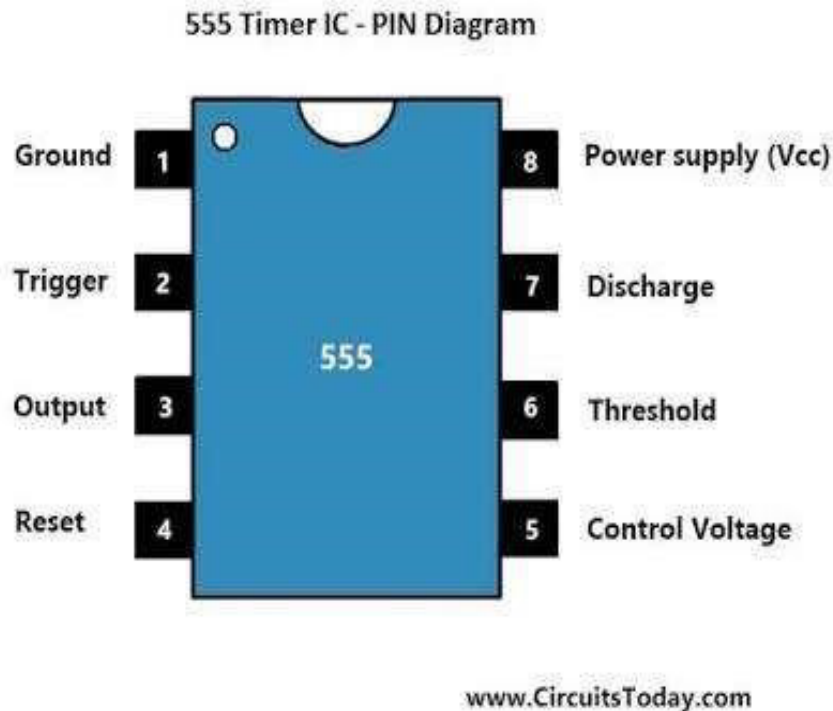 555 Timer IC - PIN Diagram
Ground 1 8 Power supply (Vcc)
Trigger 2 7 Discharge
555
Output 3 6 Threshold
Reset 4 5 Control Voltage
www.CircuitsToday.com